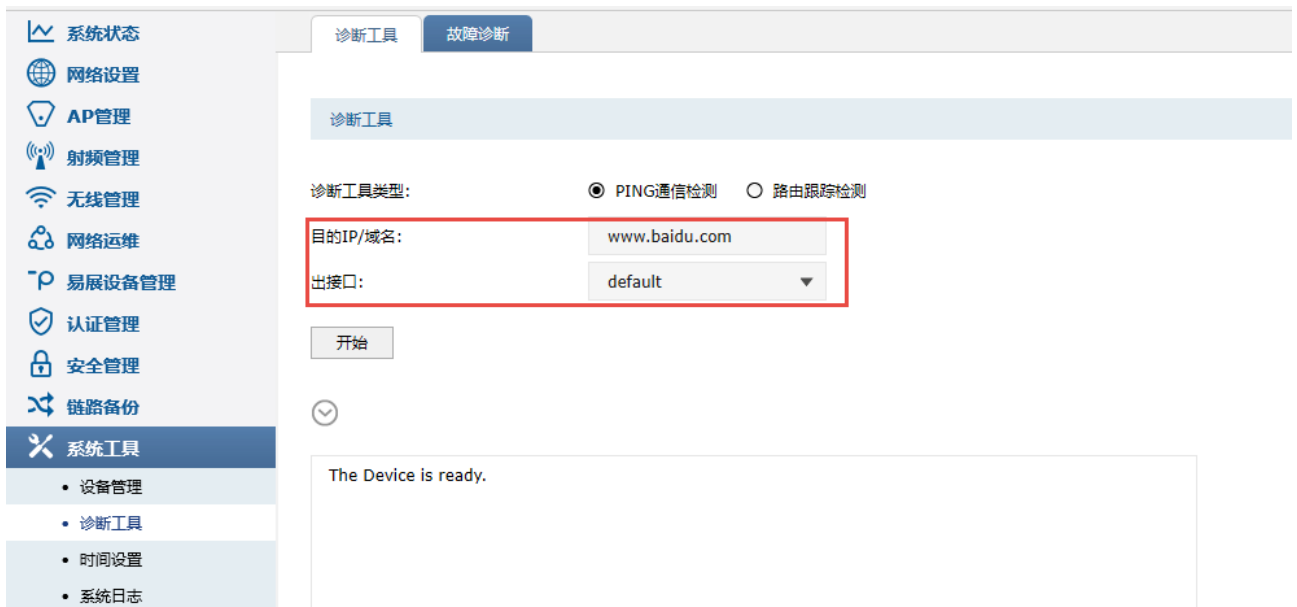 系统状态
网络设置
AP管理
射频管理
无线管理
网络运维
易展设备管理
认证管理
安全管理
链路备份
系统工具
• 设备管理
• 诊断工具
• 时间设置
• 系统日志
诊断工具 故障诊断
诊断工具
诊断工具类型: PING通信检测 路由跟踪检测
目的IP/域名: www.baidu.com
出接口: default
开始
The Device is ready.